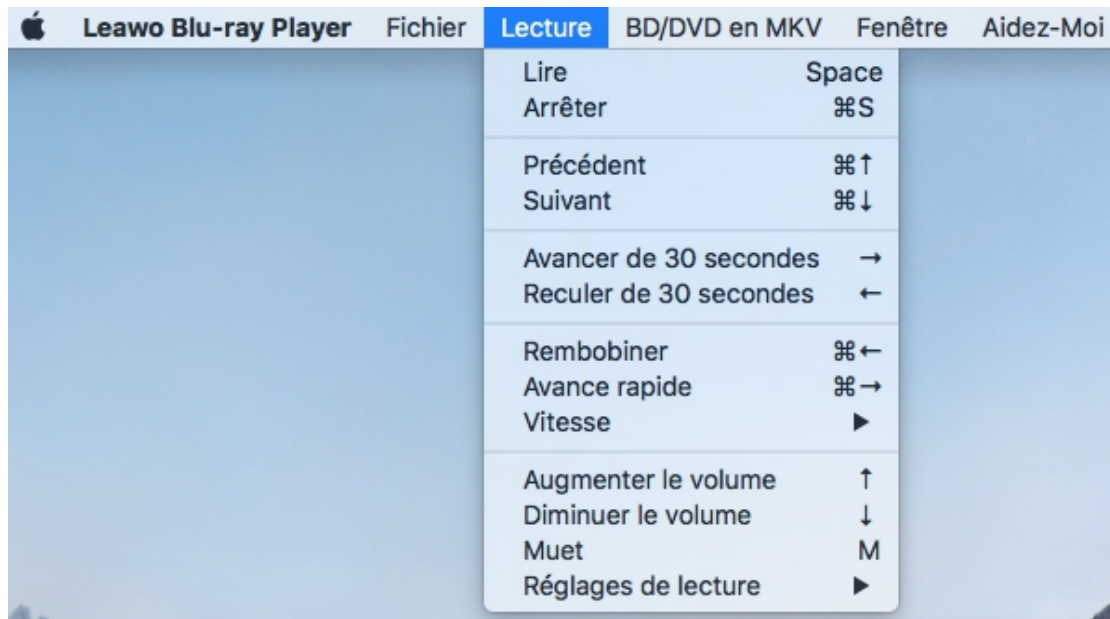 Leawo Blu-ray Player Fichier Lecture BD/DVD en MKV Fenêtre Aidez-Moi
Lire Space
Arrêter ⌘S
Précédent ⌘↑
Suivant ⌘↓
Avancer de 30 secondes →
Reculer de 30 secondes ←
Rembobiner ⌘←
Avance rapide ⌘→
Vitesse ▶
Augmenter le volume ↑
Diminuer le volume ↓
Muet M
Réglages de lecture ▶